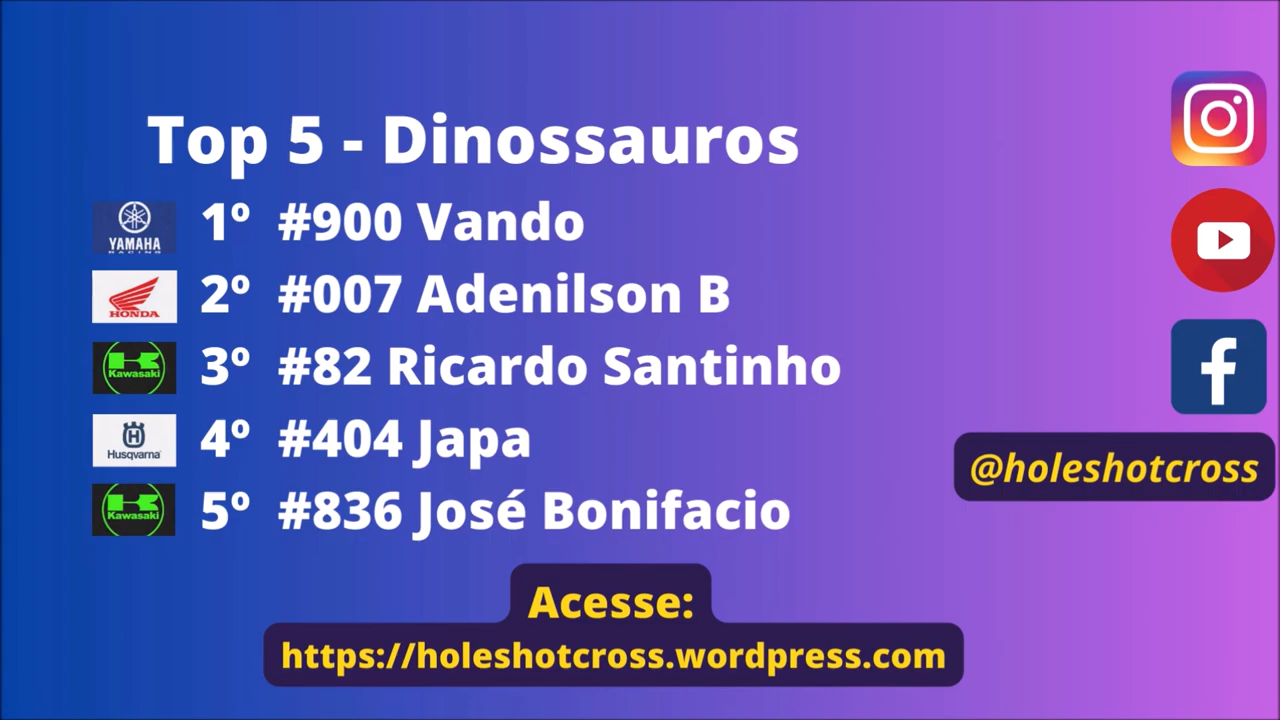 Top 5 - Dinossauros
YAMAHA
RACING
1º #900 Vando
HONDA
2º #007 Adenilson B
Kawasaki
3º #82 Ricardo Santinho
Husqvarna
4º #404 Japa
Kawasaki
5º #836 José Bonifacio
@holeshotcross
Acesse:
https://holeshotcross.wordpress.com